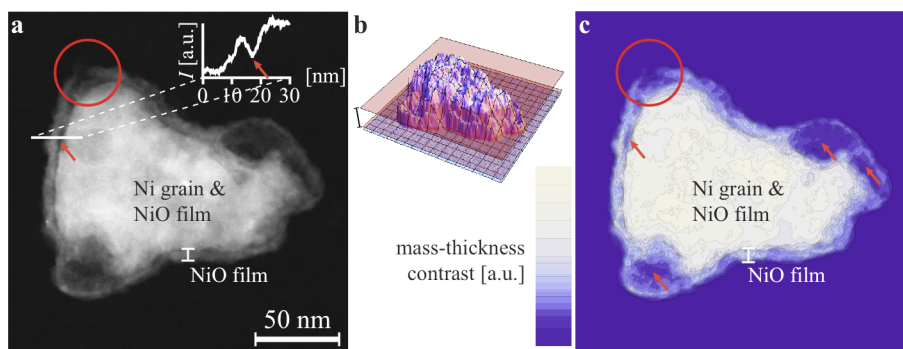 a
I [a.u.]
[nm]
0 10 20 30
Ni grain &
NiO film
NiO film
50 nm
b
mass-thickness
contrast [a.u.]
c
Ni grain &
NiO film
NiO film